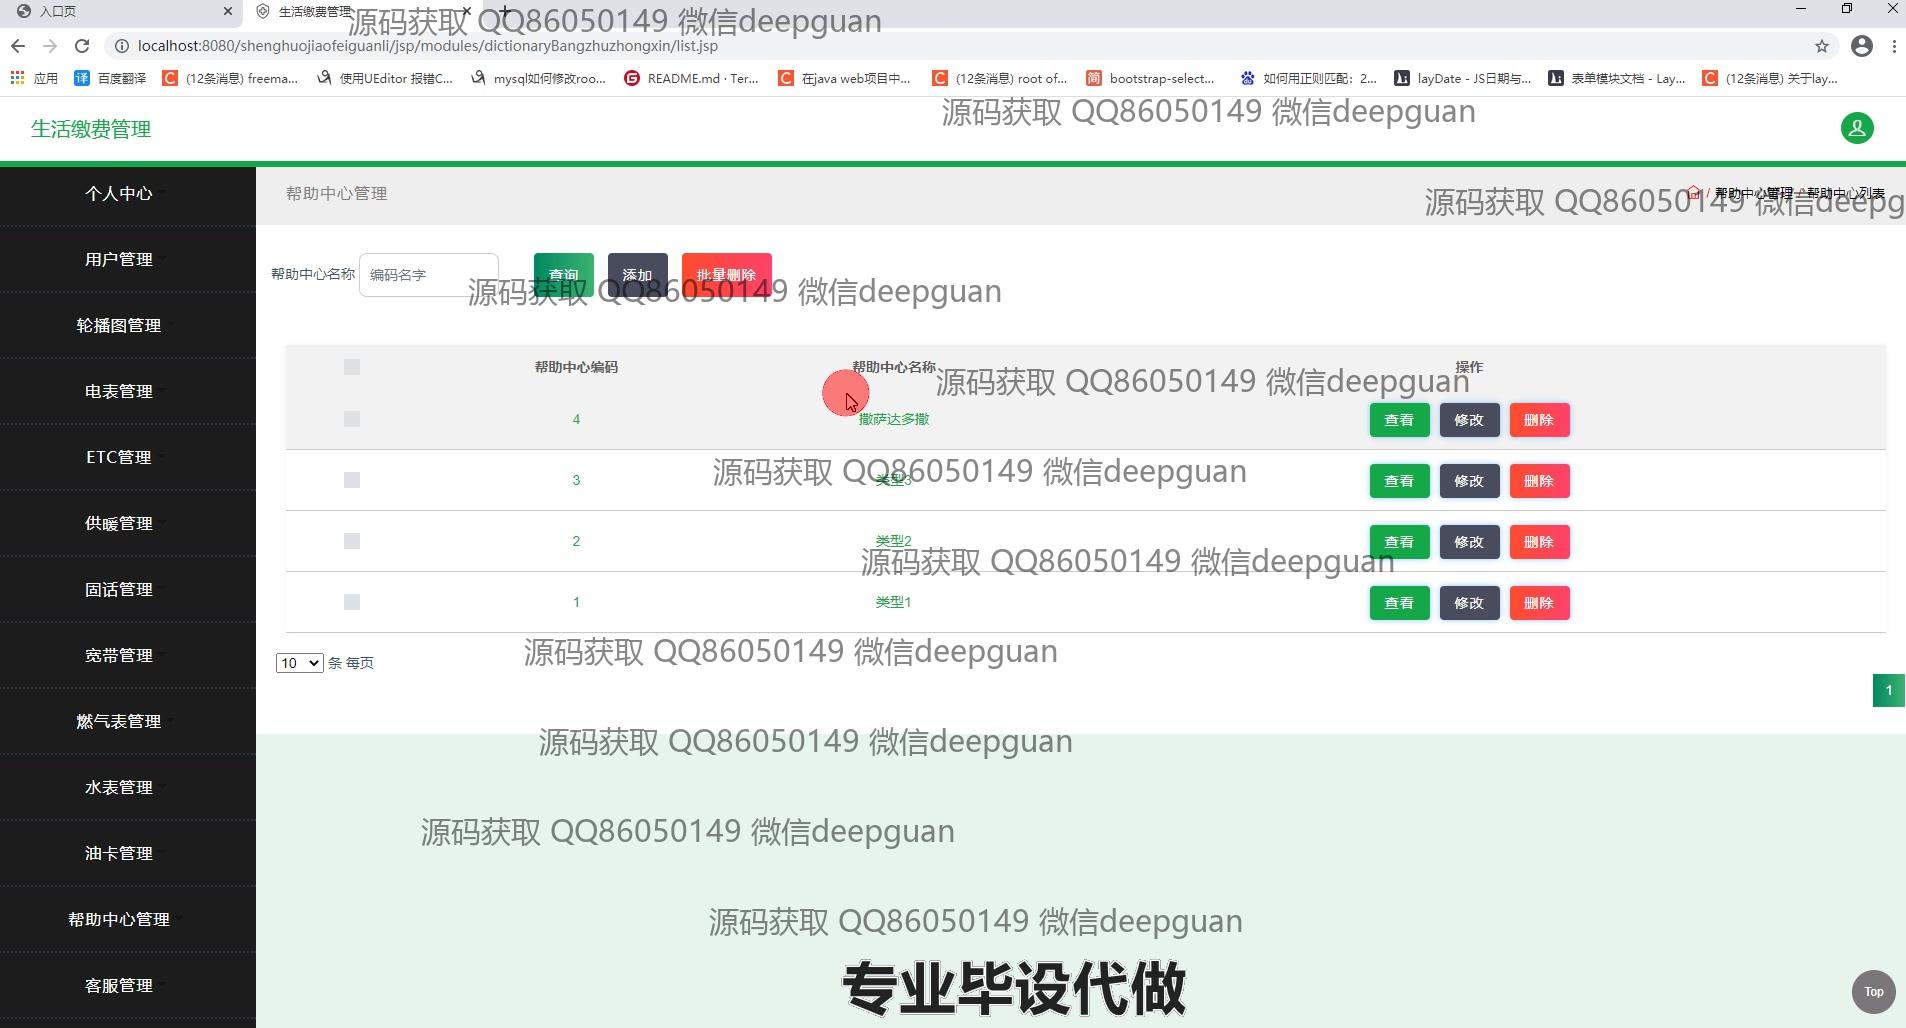 入口页
生活缴费管理
源码获取 QQ86050149 微信deepguan
localhost:8080/shenghuojiaofeiguanli/jsp/modules/dictionaryBangzhuzhongxin/list.jsp
应用 百度翻译 (12条消息) freema... 使用UEditor 报错C... mysql如何修改roo... README.md · Ter... 在java web项目中... (12条消息) root of... bootstrap-select... 如何用正则匹配：2... layDate - JS日期与... 表单模块文档 - Lay... (12条消息) 关于lay...
源码获取 QQ86050149 微信deepguan
生活缴费管理
个人中心
帮助中心管理
/ 帮助中心管理 / 帮助中心列表
源码获取 QQ86050149 微信deepg
用户管理
帮助中心名称 编码名字 查询 添加 批量删除
源码获取 QQ86050149 微信deepguan
轮播图管理
帮助中心编码 帮助中心名称 操作
源码获取 QQ86050149 微信deepguan
电表管理
4 撒萨达多撒 查看 修改 删除
ETC管理
源码获取 QQ86050149 微信deepguan
3 类型3 查看 修改 删除
供暖管理
2 类型2 查看 修改 删除
源码获取 QQ86050149 微信deepguan
固话管理
1 类型1 查看 修改 删除
宽带管理
源码获取 QQ86050149 微信deepguan
10 条 每页
1
燃气表管理
源码获取 QQ86050149 微信deepguan
水表管理
源码获取 QQ86050149 微信deepguan
油卡管理
帮助中心管理
源码获取 QQ86050149 微信deepguan
客服管理
专业毕设代做
Top